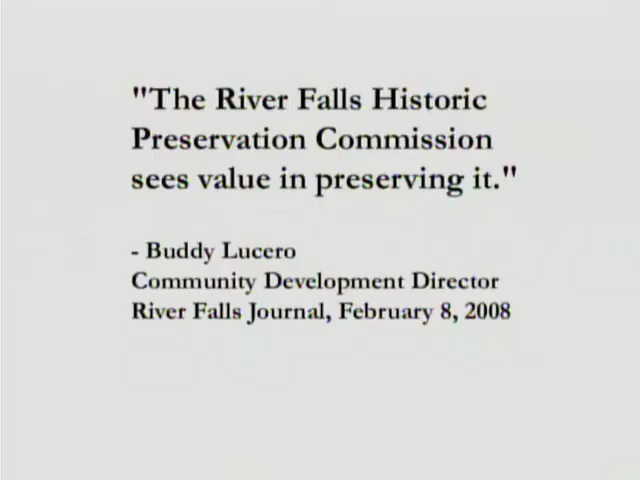 "The River Falls Historic
Preservation Commission
sees value in preserving it."
- Buddy Lucero
Community Development Director
River Falls Journal, February 8, 2008